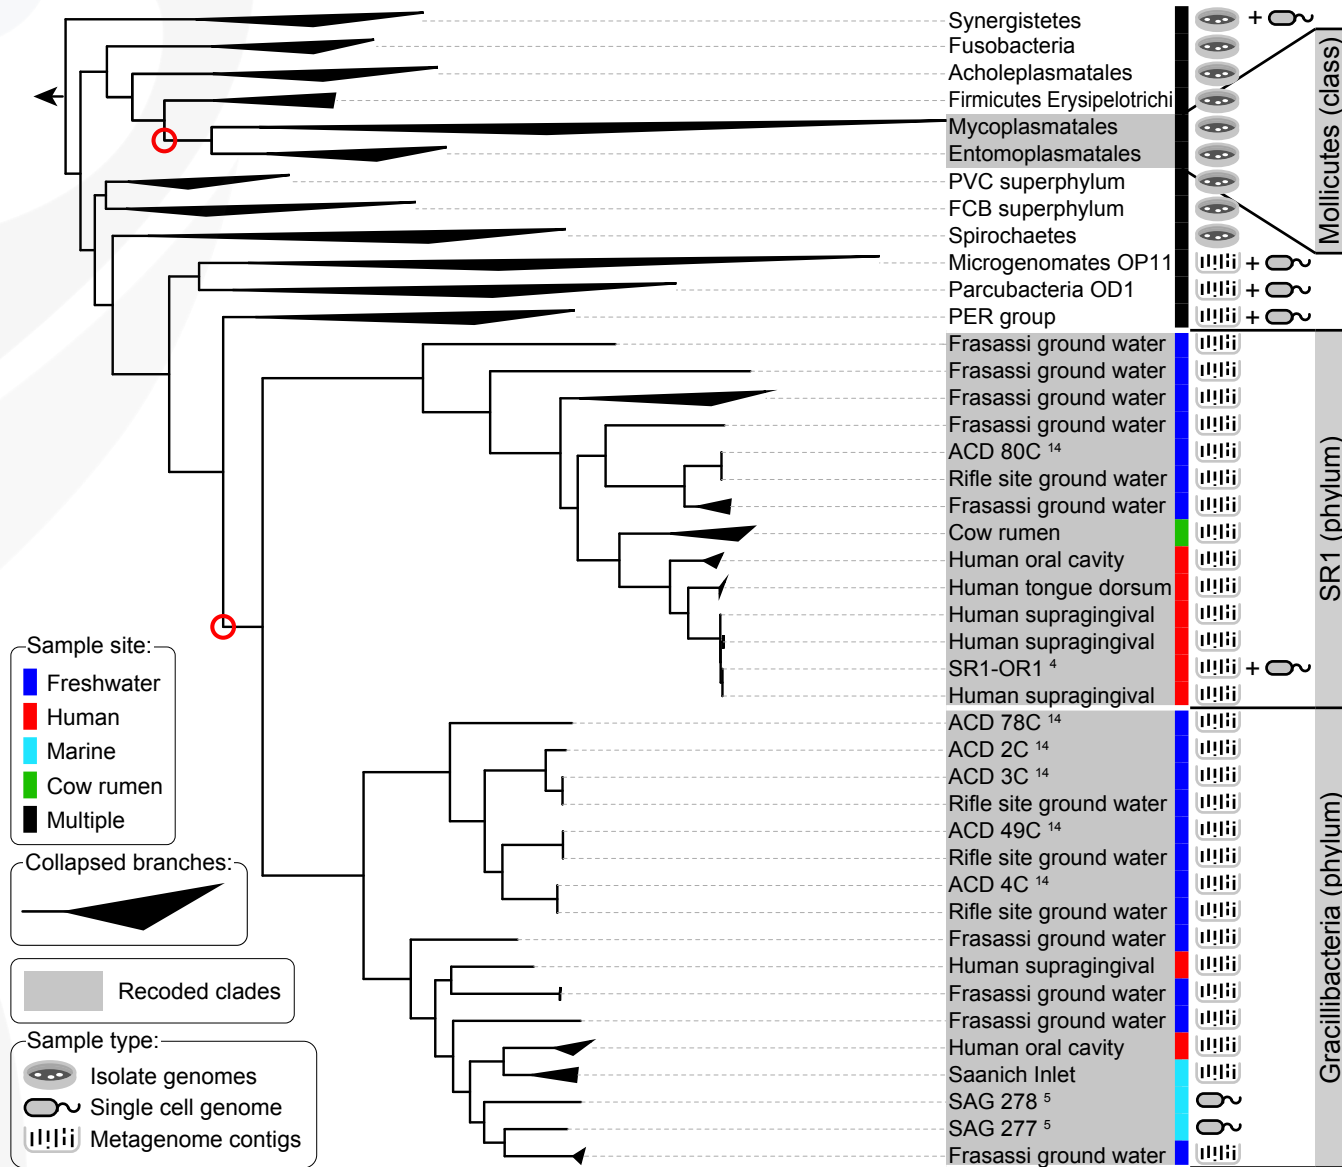 Synergistetes +
Fusobacteria
Acholeplasmatales
Firmicutes Erysipelotrichi
Mycoplasmatales
Entomoplasmatales
PVC superphylum
FCB superphylum
Spirochaetes
Microgenomates OP11 +
Parcubacteria OD1 +
PER group +
Mollicutes (class)
Frasassi ground water
Frasassi ground water
Frasassi ground water
Frasassi ground water
ACD 80C 14
Rifle site ground water
Frasassi ground water
Cow rumen
Human oral cavity
Human tongue dorsum
Human supragingival
Human supragingival
SR1-OR1 4 +
Human supragingival
SR1 (phylum)
ACD 78C 14
ACD 2C 14
ACD 3C 14
Rifle site ground water
ACD 49C 14
Rifle site ground water
ACD 4C 14
Rifle site ground water
Frasassi ground water
Human supragingival
Frasassi ground water
Frasassi ground water
Human oral cavity
Saanich Inlet
SAG 278 5
SAG 277 5
Frasassi ground water
Gracillibacteria (phylum)
Sample site:
Freshwater
Human
Marine
Cow rumen
Multiple
Collapsed branches:
Recoded clades
Sample type:
Isolate genomes
Single cell genome
Metagenome contigs